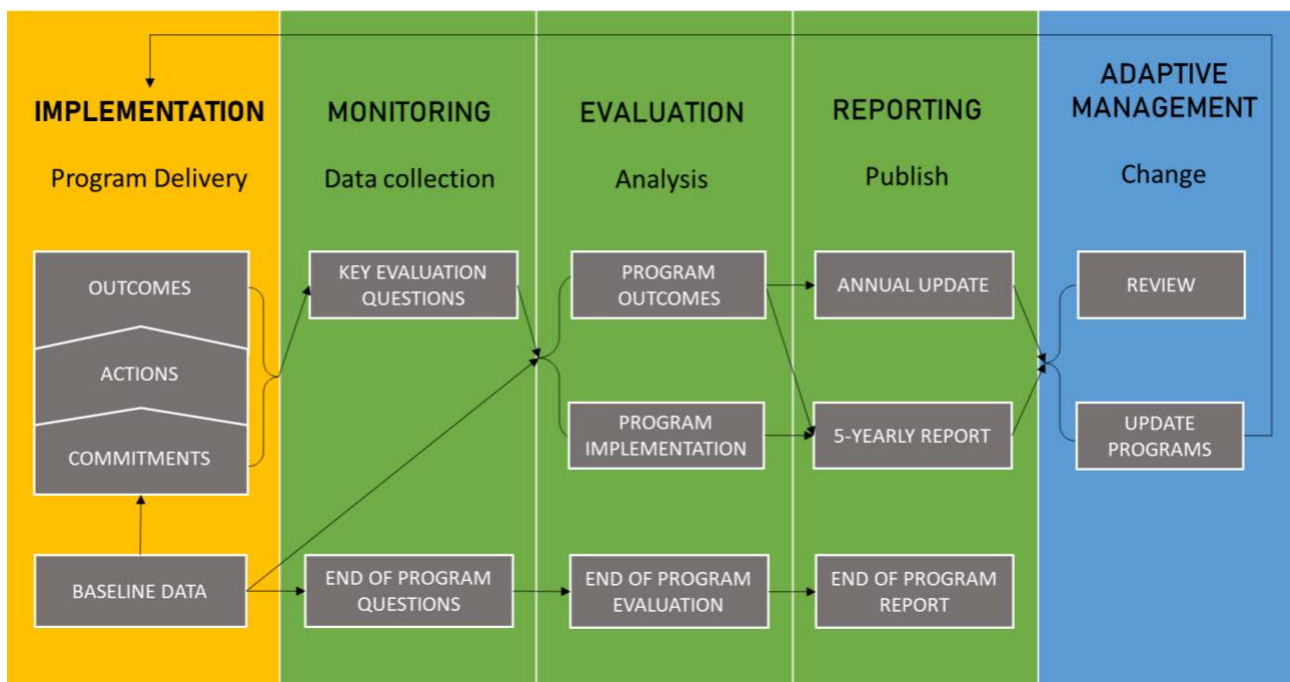 IMPLEMENTATION
Program Delivery
MONITORING
Data collection
EVALUATION
Analysis
REPORTING
Publish
ADAPTIVE
MANAGEMENT
Change
OUTCOMES
ACTIONS
COMMITMENTS
BASELINE DATA
KEY EVALUATION
QUESTIONS
END OF PROGRAM
QUESTIONS
PROGRAM
OUTCOMES
PROGRAM
IMPLEMENTATION
END OF PROGRAM
EVALUATION
ANNUAL UPDATE
5-YEARLY REPORT
END OF PROGRAM
REPORT
REVIEW
UPDATE
PROGRAMS